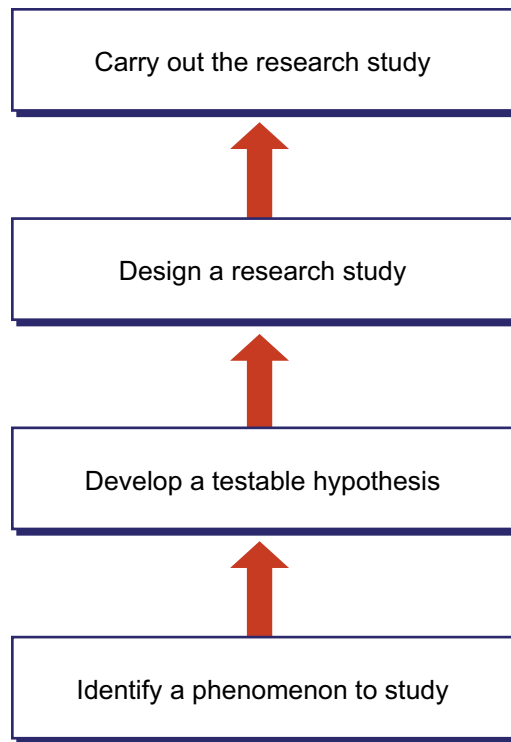 Carry out the research study
Design a research study
Develop a testable hypothesis
Identify a phenomenon to study